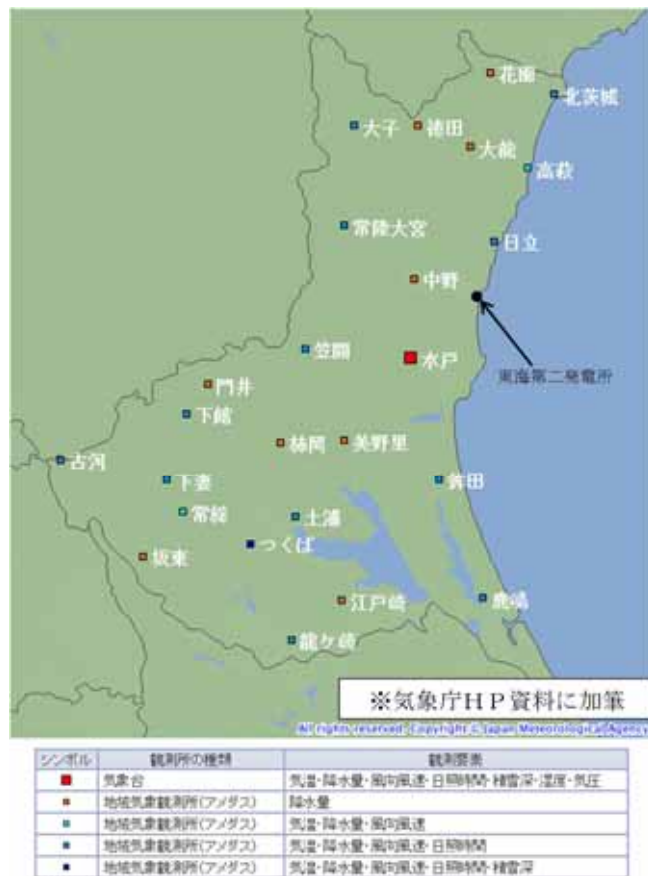 花園
北茨城
大子
徳田
大能
高萩
常陸大宮
日立
中野
笠間
水戸
東海第二発電所
門井
下館
柿岡
美野里
古河
下妻
鉾田
常総
土浦
つくば
坂東
江戸崎
鹿嶋
龍ケ崎
※気象庁HP資料に加筆
All rights reserved. Copyright © Japan Meteorological Agency
シンボル 観測所の種類 観測要素
気象台 気温・降水量・風向風速・日照時間・積雪深・湿度・気圧
地域気象観測所(アメダス) 降水量
地域気象観測所(アメダス) 気温・降水量・風向風速
地域気象観測所(アメダス) 気温・降水量・風向風速・日照時間
地域気象観測所(アメダス) 気温・降水量・風向風速・日照時間・積雪深